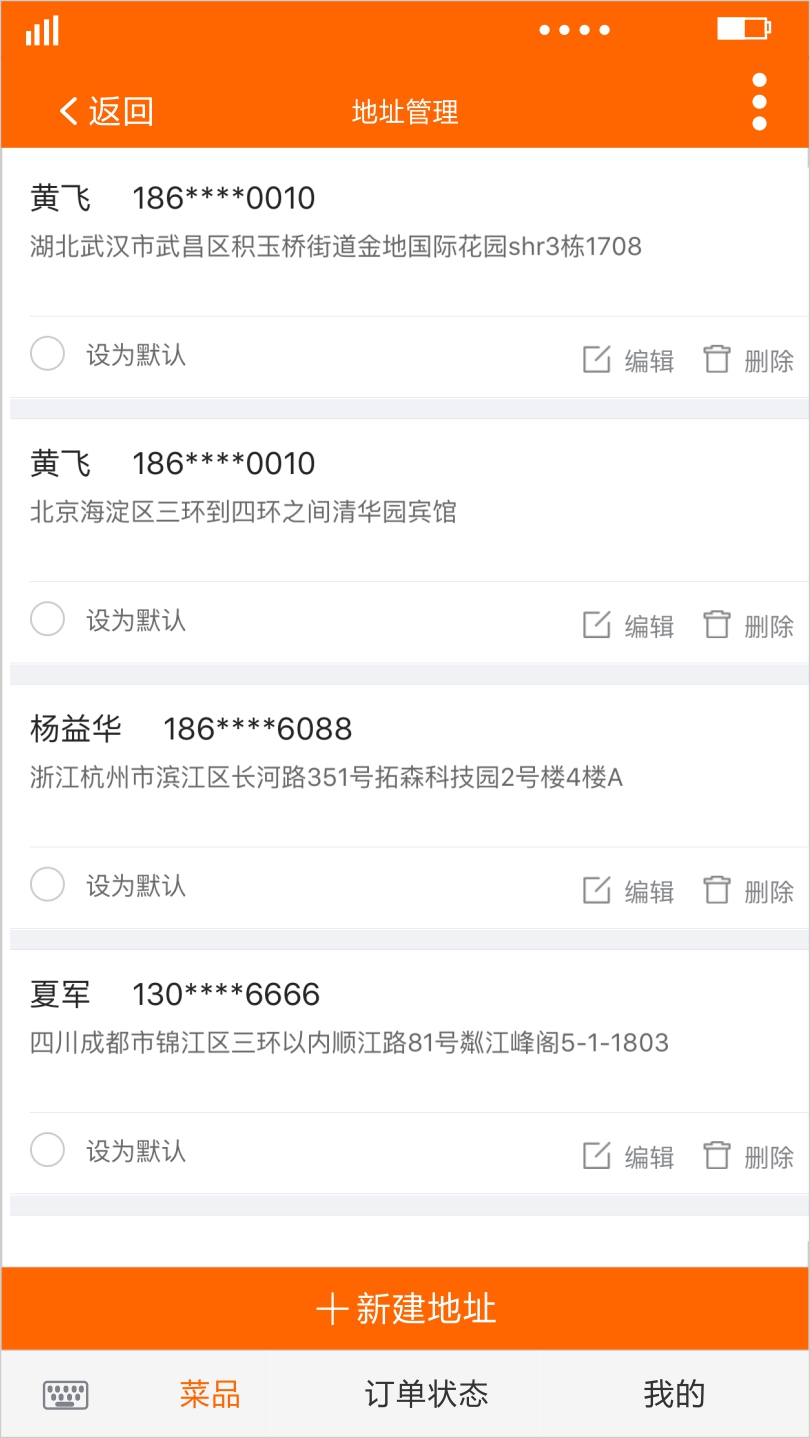 返回
地址管理
黄飞 186****0010
湖北武汉市武昌区积玉桥街道金地国际花园shr3栋1708
设为默认 编辑 删除
黄飞 186****0010
北京海淀区三环到四环之间清华园宾馆
设为默认 编辑 删除
杨益华 186****6088
浙江杭州市滨江区长河路351号拓森科技园2号楼4楼A
设为默认 编辑 删除
夏军 130****6666
四川成都市锦江区三环以内顺江路81号粼江峰阁5-1-1803
设为默认 编辑 删除
新建地址
菜品 订单状态 我的